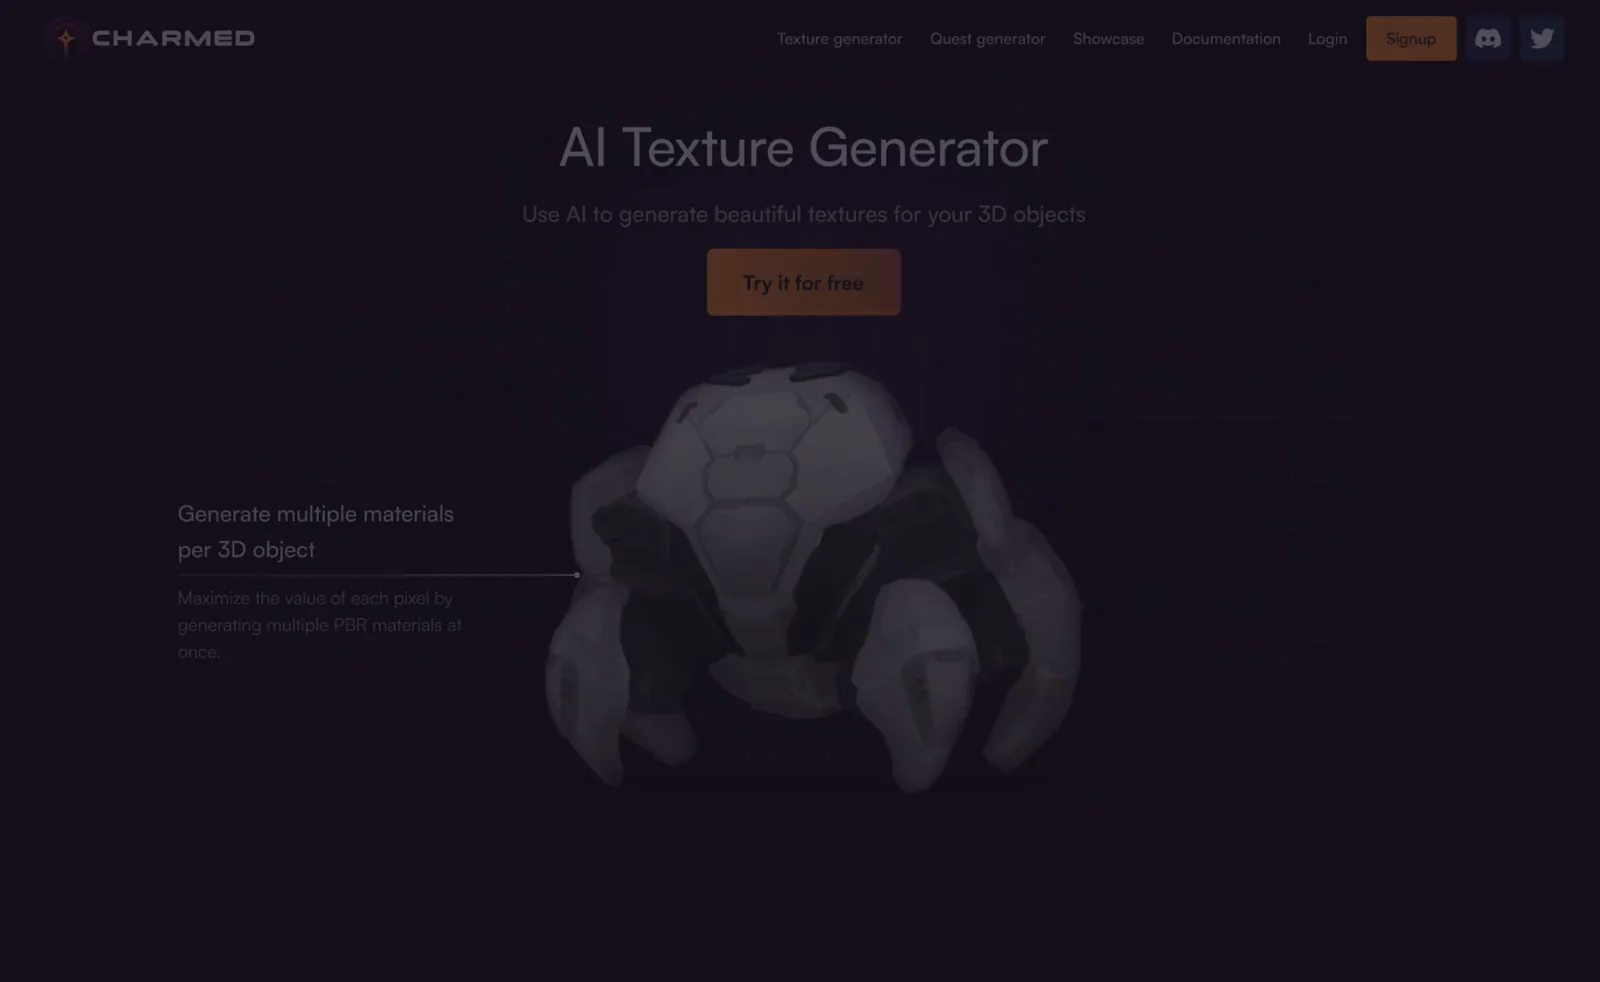 CHARMED
Texture generator
Quest generator
Showcase
Documentation
Login
Signup
AI Texture Generator
Use AI to generate beautiful textures for your 3D objects
Try it for free
Generate multiple materials
per 3D object
Maximize the value of each pixel by
generating multiple PBR materials at
once.